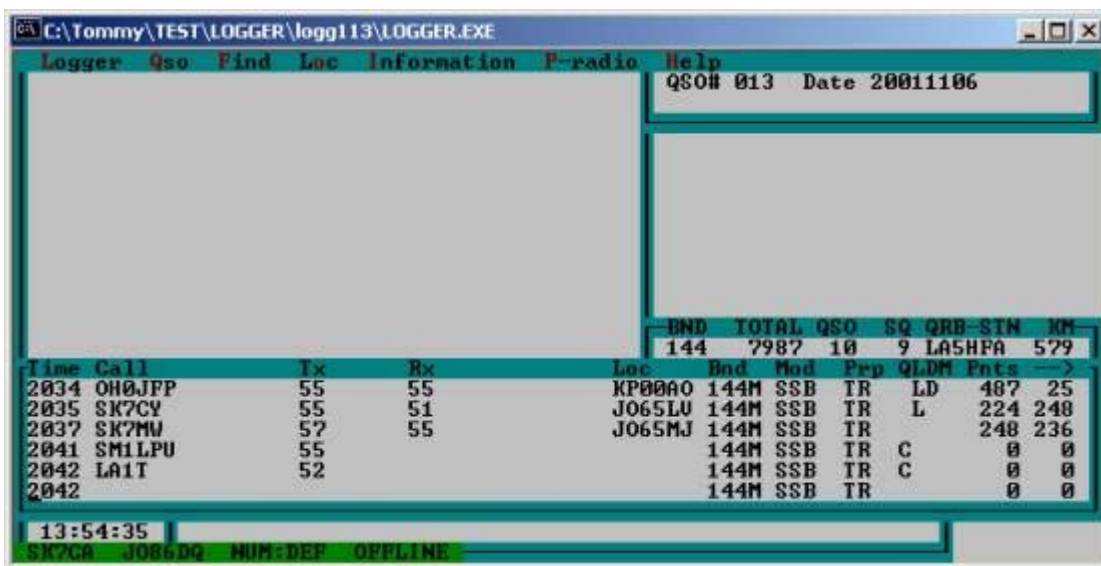 C:\Tommy\TEST\LOGGER\logg113\LOGGER.EXE
Logger Qso Find Loc Information P-radio Help
QSO# 013 Date 20011106
BND TOTAL QSO SQ QRB-STN KM
144 7987 10 9 LA5HFA 579
Time Call Tx Rx Loc Bnd Mod Prp QLDM Pnts -->
2034 OH0JFP 55 55 KP00AO 144M SSB TR LD 487 25
2035 SK7CY 55 51 JO65LV 144M SSB TR L 224 248
2037 SK7MW 57 55 JO65MJ 144M SSB TR 248 236
2041 SM1LPU 55 144M SSB TR C 0 0
2042 LA1T 52 144M SSB TR C 0 0
2042 144M SSB TR 0 0
13:54:35
SK7CA JO86DQ NUM:DEF OFFLINE